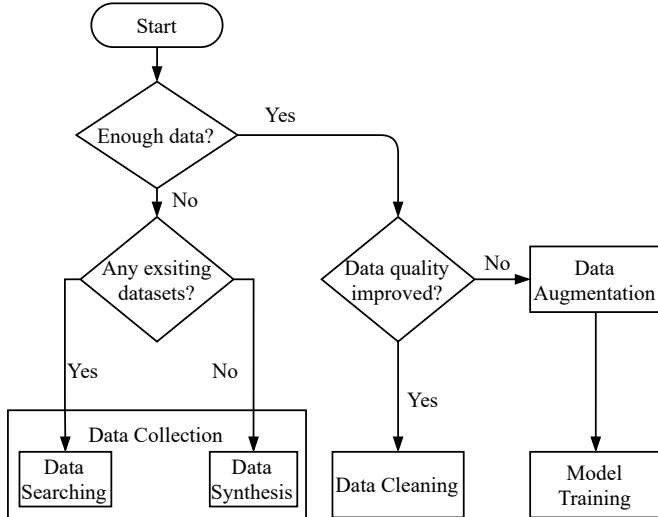 Start
Enough data?
Yes
No
Any exsiting
datasets?
Data quality
improved?
No
Data
Augmentation
Yes
No
Yes
Data Collection
Data
Searching
Data
Synthesis
Data Cleaning
Model
Training